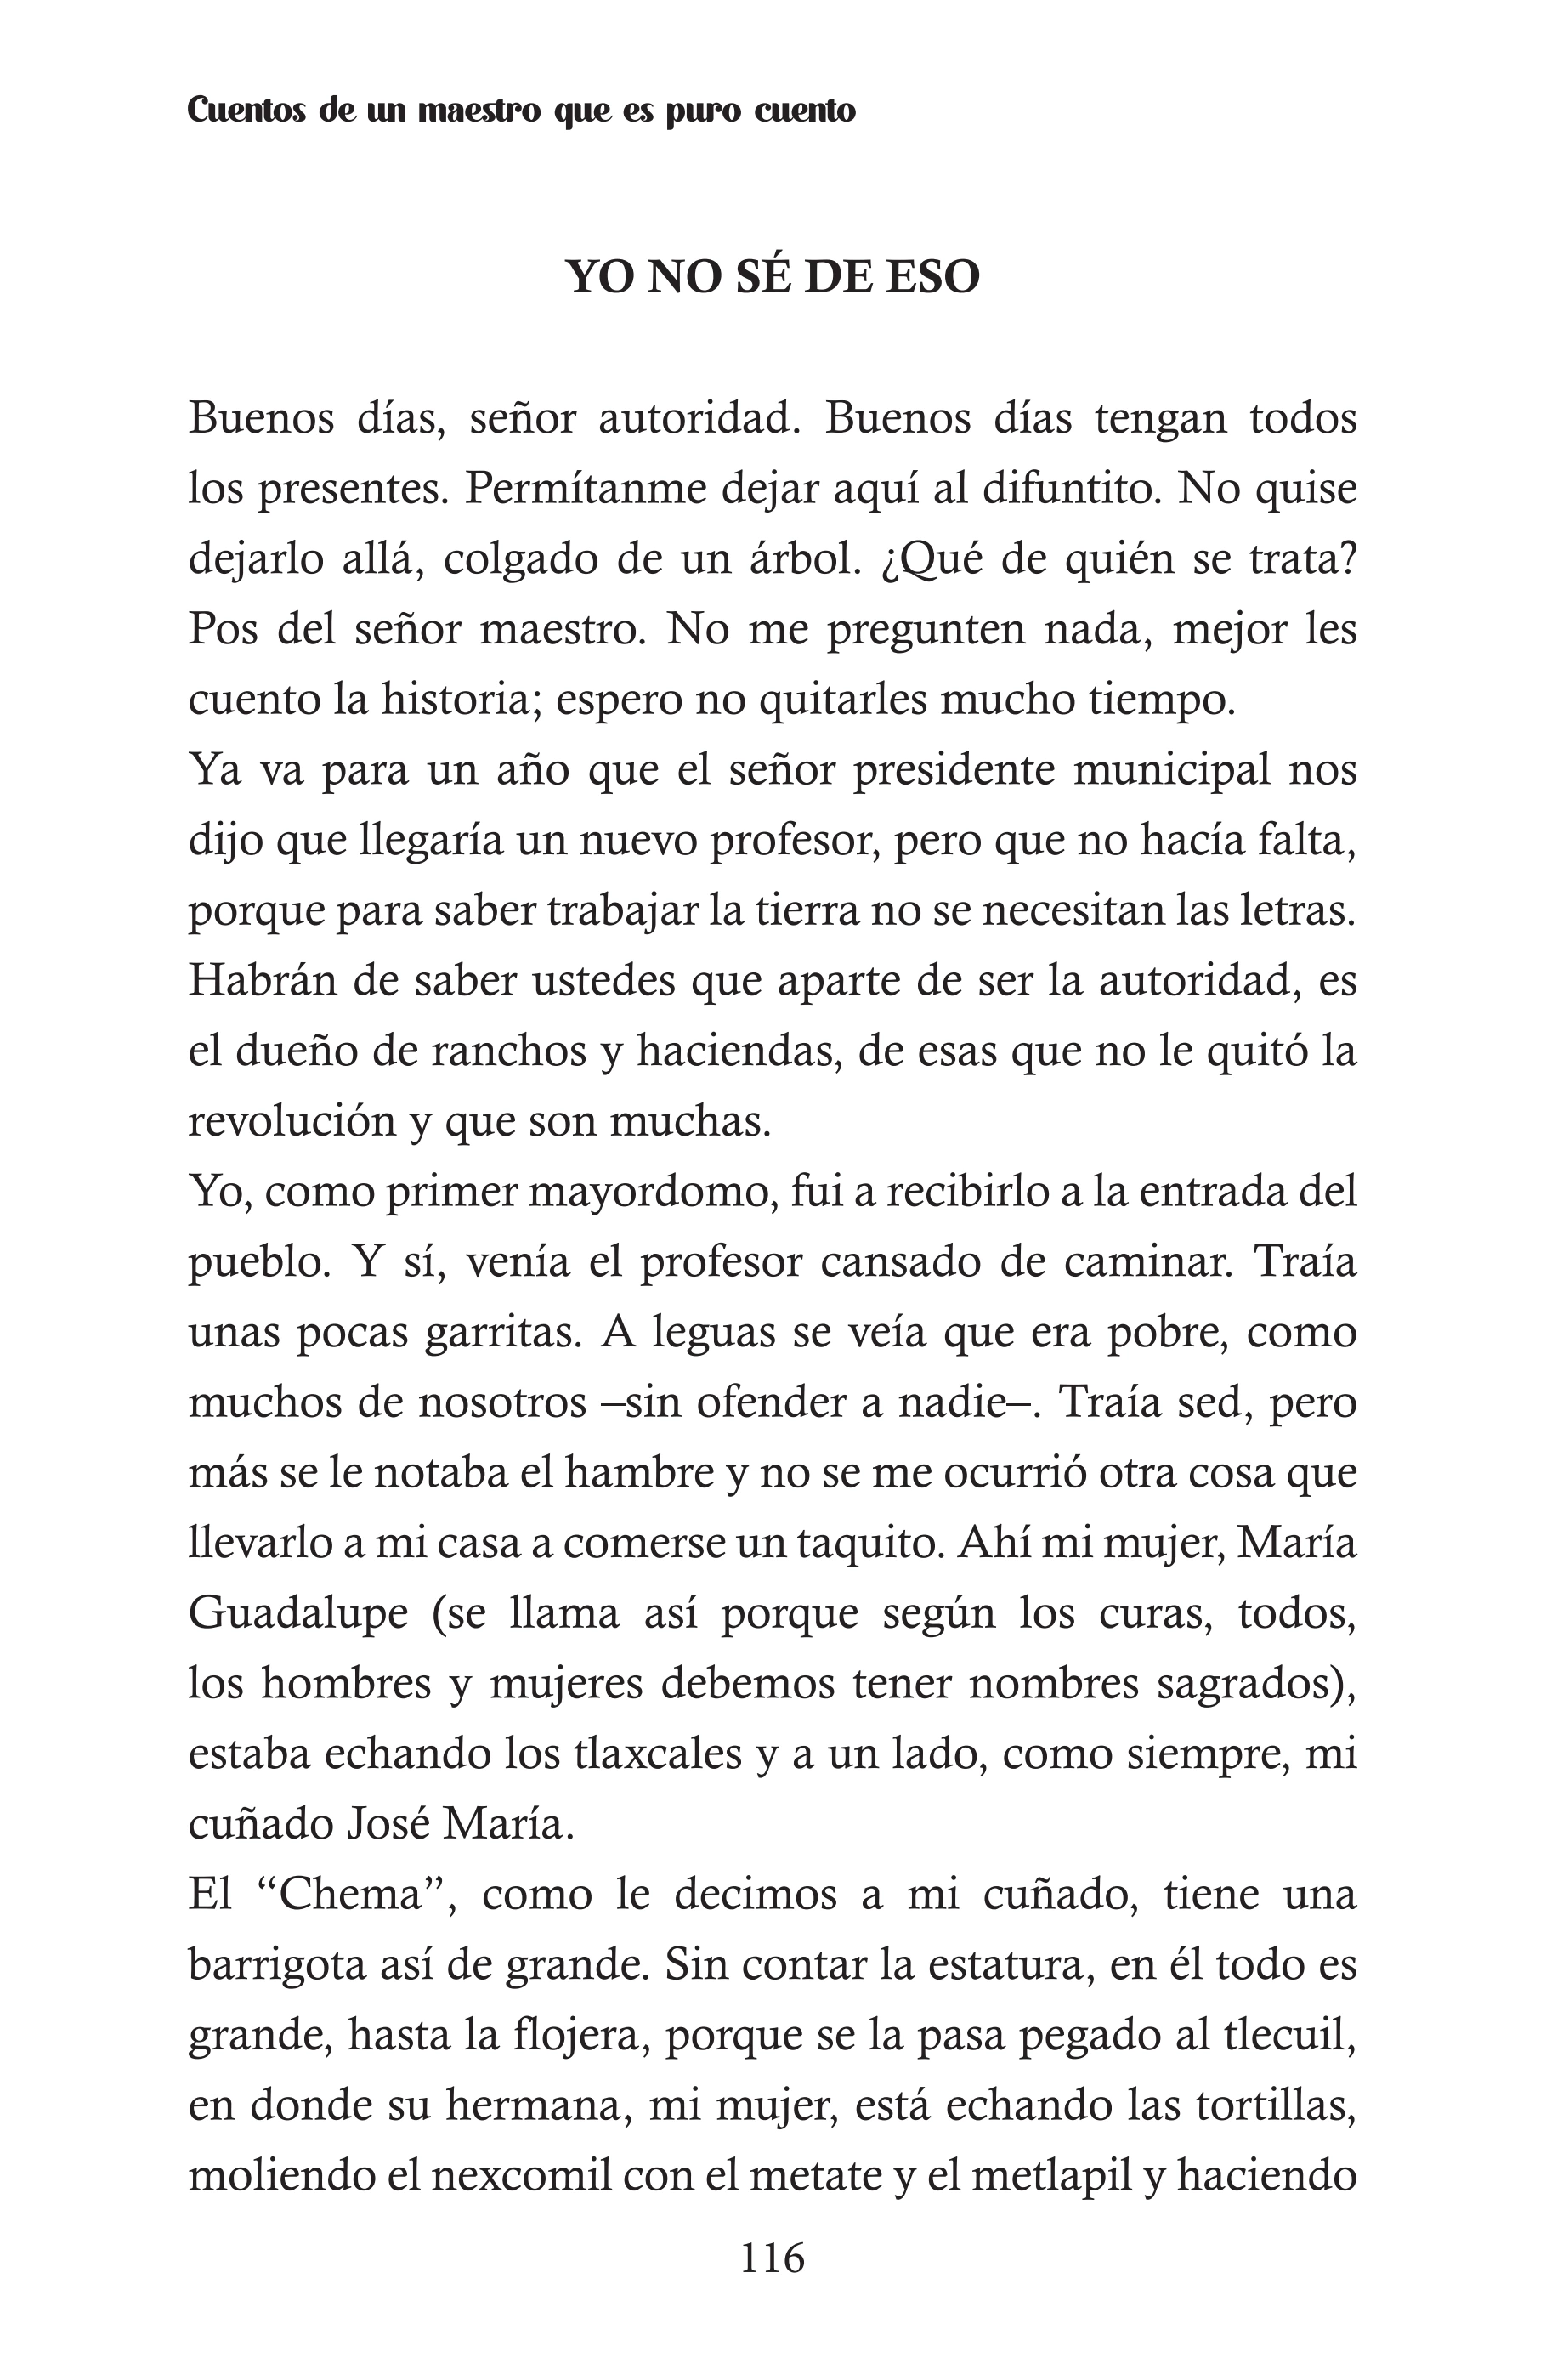 Cuentos de un maestro que es puro cuento
YO NO SÉ DE ESO
Buenos días, señor autoridad. Buenos días tengan todos
los presentes. Permítanme dejar aquí al difuntito. No quise
dejarlo allá, colgado de un árbol. ¿Qué de quién se trata?
Pos del señor maestro. No me pregunten nada, mejor les
cuento la historia; espero no quitarles mucho tiempo.
Ya va para un año que el señor presidente municipal nos
dijo que llegaría un nuevo profesor, pero que no hacía falta,
porque para saber trabajar la tierra no se necesitan las letras.
Habrán de saber ustedes que aparte de ser la autoridad, es
el dueño de ranchos y haciendas, de esas que no le quitó la
revolución y que son muchas.
Yo, como primer mayordomo, fui a recibirlo a la entrada del
pueblo. Y sí, venía el profesor cansado de caminar. Traía
unas pocas garritas. A leguas se veía que era pobre, como
muchos de nosotros –sin ofender a nadie–. Traía sed, pero
más se le notaba el hambre y no se me ocurrió otra cosa que
llevarlo a mi casa a comerse un taquito. Ahí mi mujer, María
Guadalupe (se llama así porque según los curas, todos,
los hombres y mujeres debemos tener nombres sagrados),
estaba echando los tlaxcales y a un lado, como siempre, mi
cuñado José María.
El “Chema”, como le decimos a mi cuñado, tiene una
barrigota así de grande. Sin contar la estatura, en él todo es
grande, hasta la flojera, porque se la pasa pegado al tlecuil,
en donde su hermana, mi mujer, está echando las tortillas,
moliendo el nexcomil con el metate y el metlapil y haciendo
116